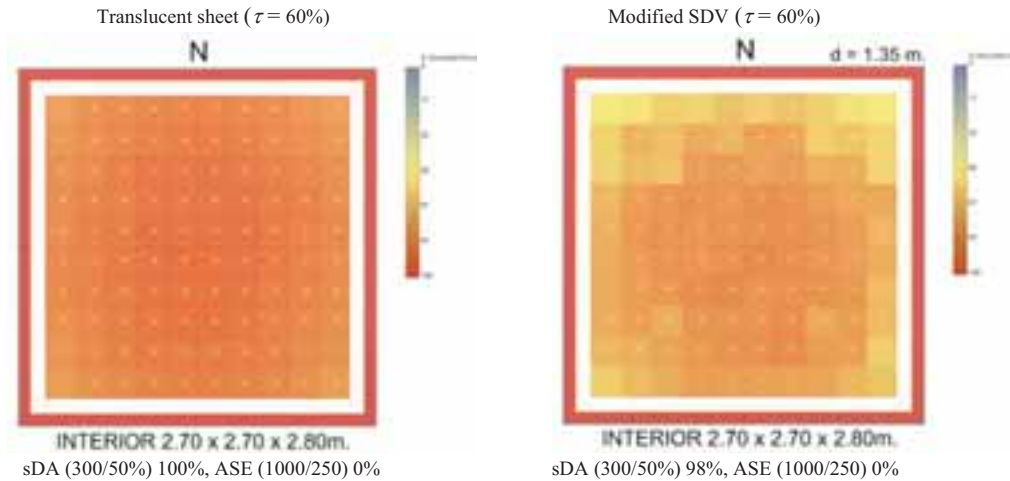 Translucent sheet (τ = 60%)
N
INTERIOR 2.70 x 2.70 x 2.80m.
sDA (300/50%) 100%, ASE (1000/250) 0%
Modified SDV (τ = 60%)
N
d = 1.35 m.
INTERIOR 2.70 x 2.70 x 2.80m.
sDA (300/50%) 98%, ASE (1000/250) 0%